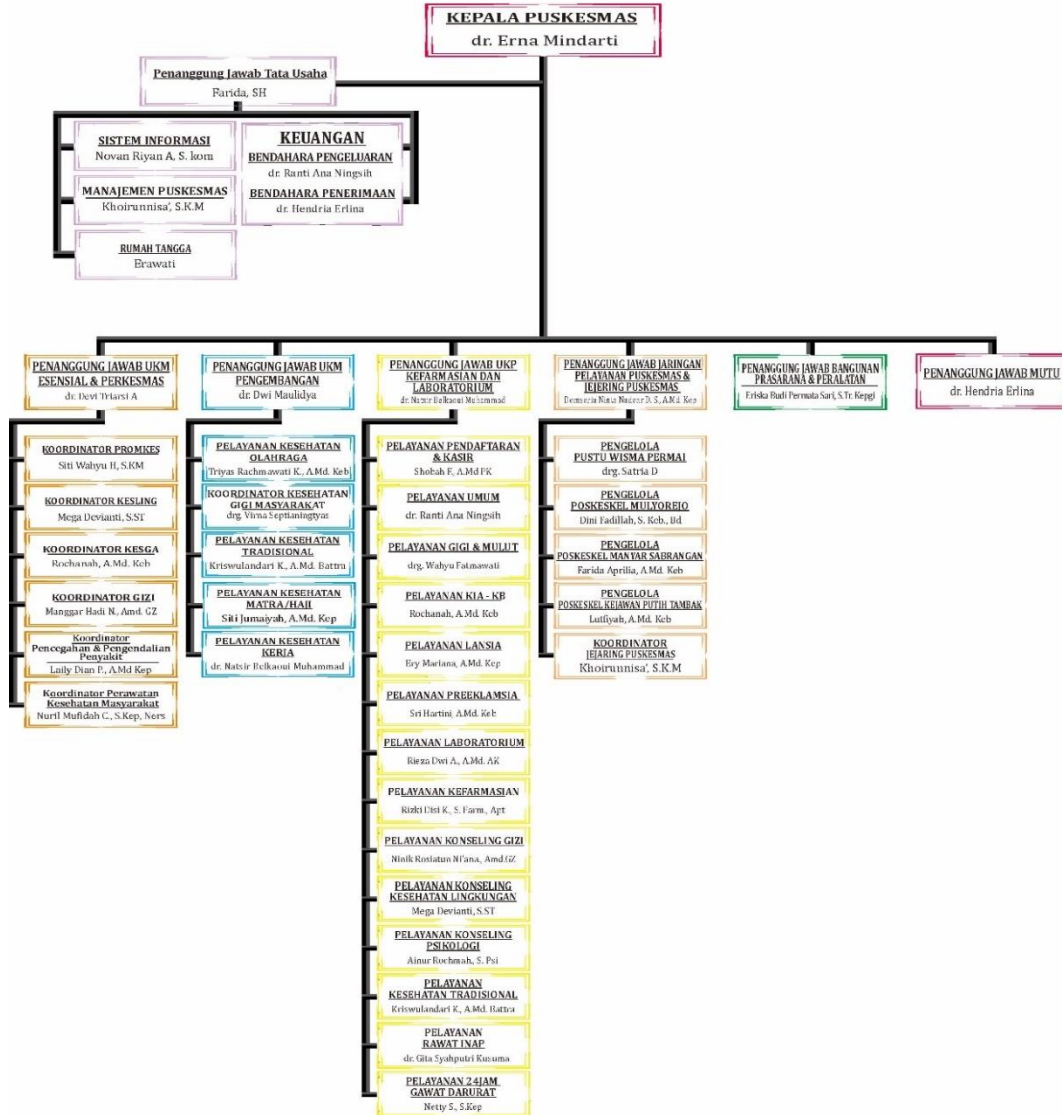 KEPALA PUSKESMAS
dr. Erna Mindarti
Penanggung Jawab Tata Usaha
Farida, SH
SISTEM INFORMASI
Novan Riyan A, S. kom
MANAJEMEN PUSKESMAS
Khoirunnisa', S.K.M
RUMAH TANGGA
Erawati
KEUANGAN
BENDAHARA PENGELUARAN
dr. Ranti Ana Ningsih
BENDAHARA PENERIMAAN
dr. Hendria Erlina
PENANGGUNG JAWAB UKM
ESENSIAL & PERKESMAS
dr. Devi Triarsi A
KOORDINATOR PROMKES
Siti Wahyu H, S.KM
KOORDINATOR KESLING
Mega Devianti, S.ST
KOORDINATOR KESGA
Rochanah, A.Md. Keb
KOORDINATOR GIZI
Manggar Hadi N., Amd. GZ
Koordinator
Pencegahan & Pengendalian
Penyakit
Laily Dian P., A.Md Kep
Koordinator Perawatan
Kesehatan Masyarakat
Nuril Mufidah C., S.Kep, Ners
PENANGGUNG JAWAB UKM
PENGEMBANGAN
dr. Dwi Maulidya
PELAYANAN KESEHATAN
OLAHRAGA
Triyas Rachmawati K., A.Md. Keb
KOORDINATOR KESEHATAN
GIGI MASYARAKAT
drg. Virna Septianingtyas
PELAYANAN KESEHATAN
TRADISIONAL
Kriswulandari K., A.Md. Battra
PELAYANAN KESEHATAN
MATRA/HAJI
Siti Jumaiyah, A.Md. Kep
PELAYANAN KESEHATAN
KERJA
dr. Natsir Belkaoui Muhammad
PENANGGUNG JAWAB UKP
KEFARMASIAN DAN
LABORATORIUM
dr. Natsir Belkaoui Muhammad
PELAYANAN PENDAFTARAN
& KASIR
Shobah F, A.Md PK
PELAYANAN UMUM
dr. Ranti Ana Ningsih
PELAYANAN GIGI & MULUT
drg. Wahyu Fatmawati
PELAYANAN KIA - KB
Rochanah, A.Md. Keb
PELAYANAN LANSIA
Ery Mariana, A.Md. Kep
PELAYANAN PREEKLAMSIA
Sri Hartini, A.Md. Keb
PELAYANAN LABORATORIUM
Rieza Dwi A., A.Md. AK
PELAYANAN KEFARMASIAN
Rizki Disi K., S. Farm., Apt
PELAYANAN KONSELING GIZI
Ninik Rosiatun Ni'ana, Amd.GZ
PELAYANAN KONSELING
KESEHATAN LINGKUNGAN
Mega Devianti, S.ST
PELAYANAN KONSELING
PSIKOLOGI
Ainur Rochmah, S. Psi
PELAYANAN
KESEHATAN TRADISIONAL
Kriswulandari K., A.Md. Battra
PELAYANAN
RAWAT INAP
dr. Gita Syahputri Kusuma
PELAYANAN 24JAM
GAWAT DARURAT
Netty S., S.Kep
PENANGGUNG JAWAB JARINGAN
PELAYANAN PUSKESMAS &
JEJERING PUSKESMAS
D. S., A.Md. Kep
PENGELOLA
PUSTU WISMA PERMAI
drg. Satria D
PENGELOLA
POSKESKEL MULYOREJO
Dini Fadillah, S. Keb., Bd
PENGELOLA
POSKESKEL MANYAR SABRANGAN
Farida Aprilia, A.Md. Keb
PENGELOLA
POSKESKEL KEJAWAN PUTIH TAMBAK
Lutfiyah, A.Md. Keb
KOORDINATOR
JEJARING PUSKESMAS
Khoirunnisa', S.K.M
PENANGGUNG JAWAB BANGUNAN
PRASARANA & PERALATAN
Eriska Budi Permata Sari, S.Tr. Kepgi
PENANGGUNG JAWAB MUTU
dr. Hendria Erlina